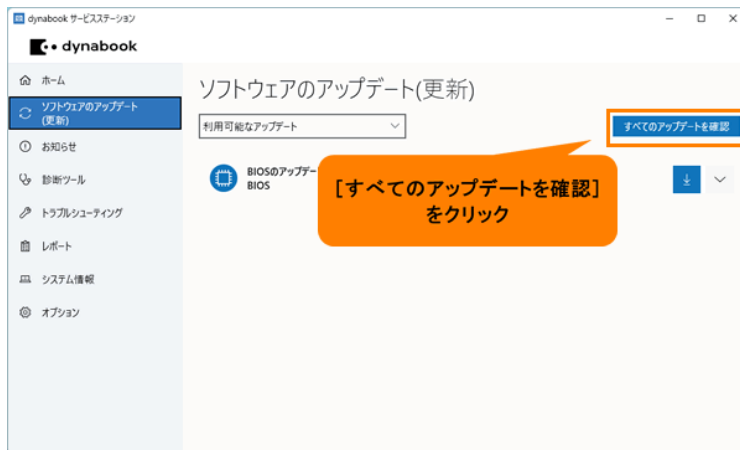 dynabook サービスステーション
dynabook
ホーム
ソフトウェアのアップデート
(更新)
お知らせ
診断ツール
トラブルシューティング
レポート
システム情報
オプション
ソフトウェアのアップデート(更新)
利用可能なアップデート
すべてのアップデートを確認
BIOSのアップデー
BIOS
[すべてのアップデートを確認]
をクリック